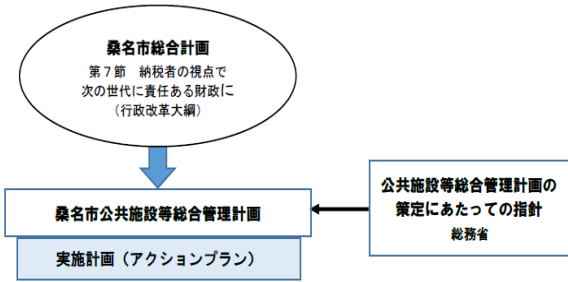 桑名市総合計画
第7節　納税者の視点で
次の世代に責任ある財政に
（行政改革大綱）
桑名市公共施設等総合管理計画
実施計画（アクションプラン）
公共施設等総合管理計画の
策定にあたっての指針
総務省